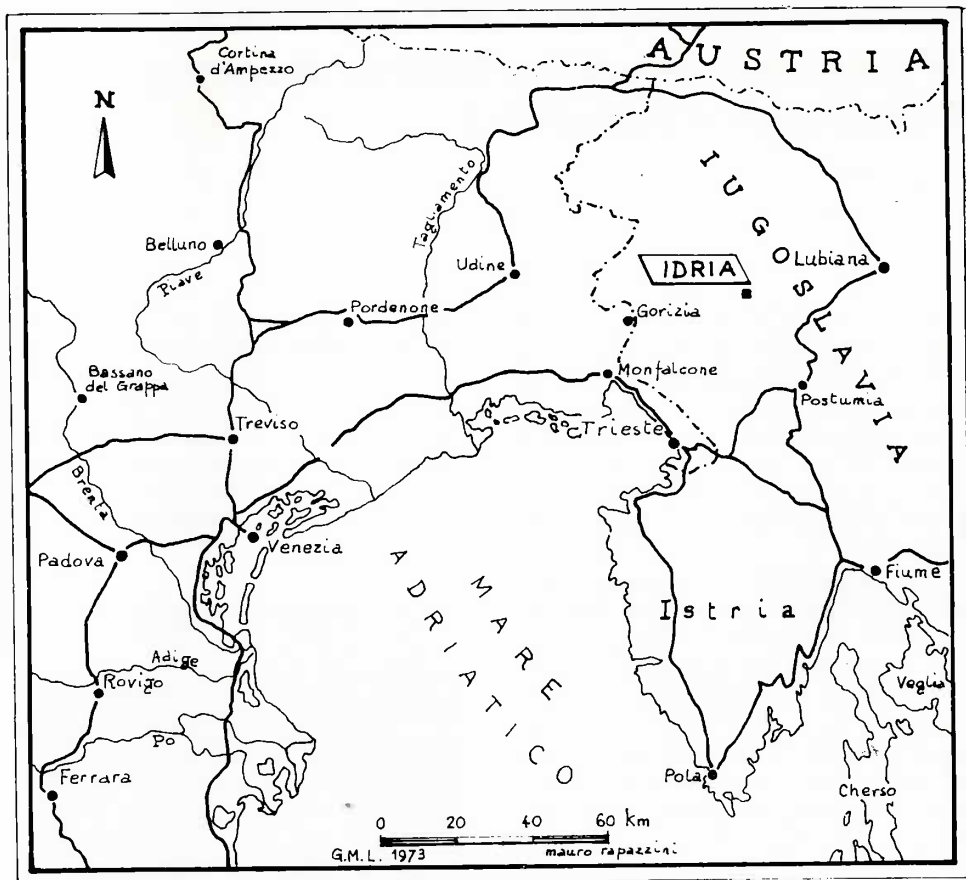 AUSTRIA
Cortina
d'Ampezzo
N
Tagliamento
IUGOSLAVIA
Belluno
Piave
Udine
IDRIA
Lubiana
Pordenone
Gorizia
Bassano
del Grappa
Monfalcone
Postumia
Treviso
Trieste
Brenta
Padova
Venezia
Fiume
MARE
ADRIATICO
Istria
Adige
Rovigo
Veglia
Po
Ferrara
Pola
Cherso
0 20 40 60 km
G.M.L. 1973 mauro rapazzini